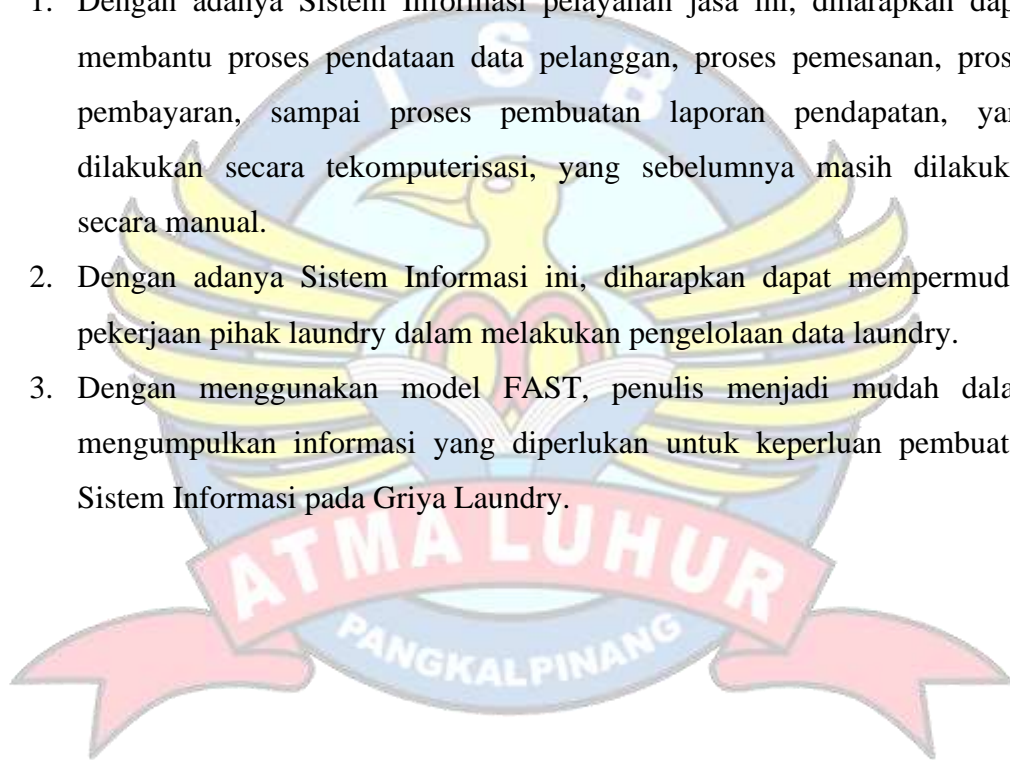 1. Dengan adanya Sistem Informasi pelayanan jasa ini, diharapkan dap
membantu proses pendataan data pelanggan, proses pemesanan, pros
pembayaran, sampai proses pembuatan laporan pendapatan, yan
dilakukan secara tekomputerisasi, yang sebelumnya masih dilakuk
secara manual.
2. Dengan adanya Sistem Informasi ini, diharapkan dapat mempermud
pekerjaan pihak laundry dalam melakukan pengelolaan data laundry.
3. Dengan menggunakan model FAST, penulis menjadi mudah dala
mengumpulkan informasi yang diperlukan untuk keperluan pembuat
Sistem Informasi pada Griya Laundry.
I S B
ATMA LUHUR
PANGKALPINANG